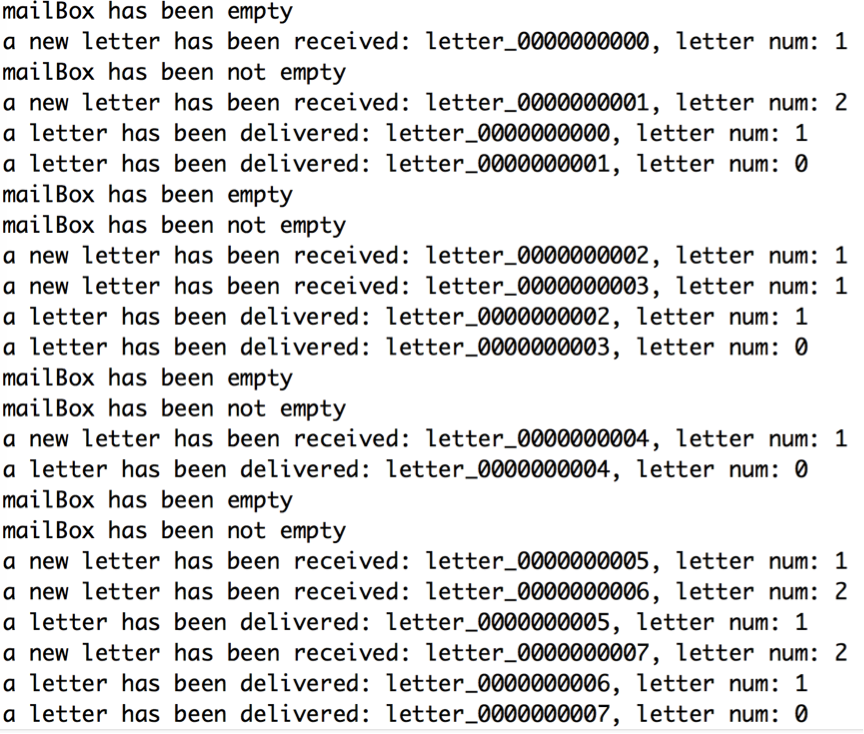 mailBox has been empty
a new letter has been received: letter_0000000000, letter num: 1
mailBox has been not empty
a new letter has been received: letter_0000000001, letter num: 2
a letter has been delivered: letter_0000000000, letter num: 1
a letter has been delivered: letter_0000000001, letter num: 0
mailBox has been empty
mailBox has been not empty
a new letter has been received: letter_0000000002, letter num: 1
a new letter has been received: letter_0000000003, letter num: 1
a letter has been delivered: letter_0000000002, letter num: 1
a letter has been delivered: letter_0000000003, letter num: 0
mailBox has been empty
mailBox has been not empty
a new letter has been received: letter_0000000004, letter num: 1
a letter has been delivered: letter_0000000004, letter num: 0
mailBox has been empty
mailBox has been not empty
a new letter has been received: letter_0000000005, letter num: 1
a new letter has been received: letter_0000000006, letter num: 2
a letter has been delivered: letter_0000000005, letter num: 1
a new letter has been received: letter_0000000007, letter num: 2
a letter has been delivered: letter_0000000006, letter num: 1
a letter has been delivered: letter_0000000007, letter num: 0